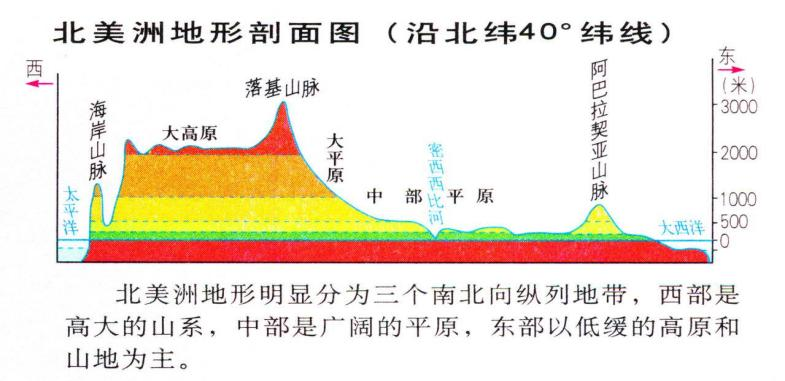 北美洲地形剖面图（沿北纬40°纬线）
西
东
(米)
海岸山脉
大高原
落基山脉
大平原
密西西比河
中部平原
阿巴拉契亚山脉
太平洋
大西洋
3000
2000
1000
500
0
北美洲地形明显分为三个南北向纵列地带，西部是
高大的山系，中部是广阔的平原，东部以低缓的高原和
山地为主。